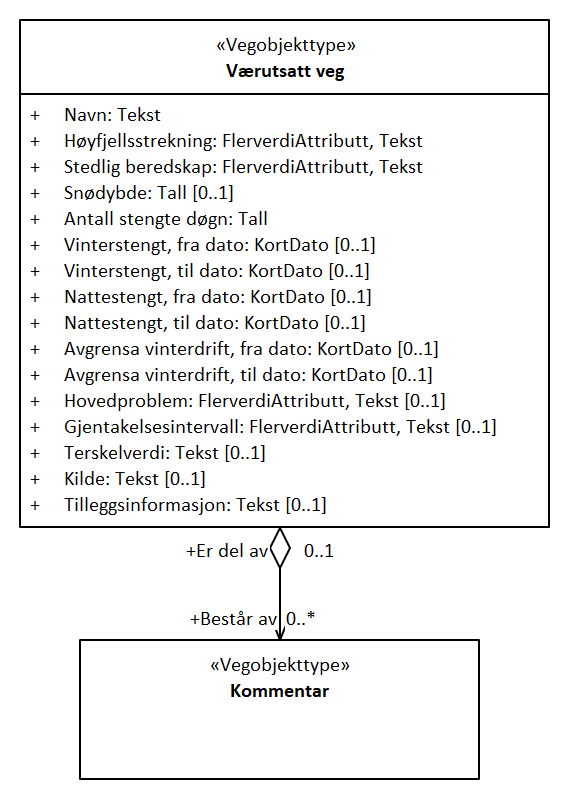 «Vegobjekttype»
Værutsatt veg
+ Navn: Tekst
+ Høyfjellsstrekning: FlerverdiAttributt, Tekst
+ Stedlig beredskap: FlerverdiAttributt, Tekst
+ Snødybde: Tall [0..1]
+ Antall stengte døgn: Tall
+ Vinterstengt, fra dato: KortDato [0..1]
+ Vinterstengt, til dato: KortDato [0..1]
+ Nattestengt, fra dato: KortDato [0..1]
+ Nattestengt, til dato: KortDato [0..1]
+ Avgrensa vinterdrift, fra dato: KortDato [0..1]
+ Avgrensa vinterdrift, til dato: KortDato [0..1]
+ Hovedproblem: FlerverdiAttributt, Tekst [0..1]
+ Gjentakelsesintervall: FlerverdiAttributt, Tekst [0..1]
+ Terskelverdi: Tekst [0..1]
+ Kilde: Tekst [0..1]
+ Tilleggsinformasjon: Tekst [0..1]
+Er del av 0..1
+Består av 0..*
«Vegobjekttype»
Kommentar